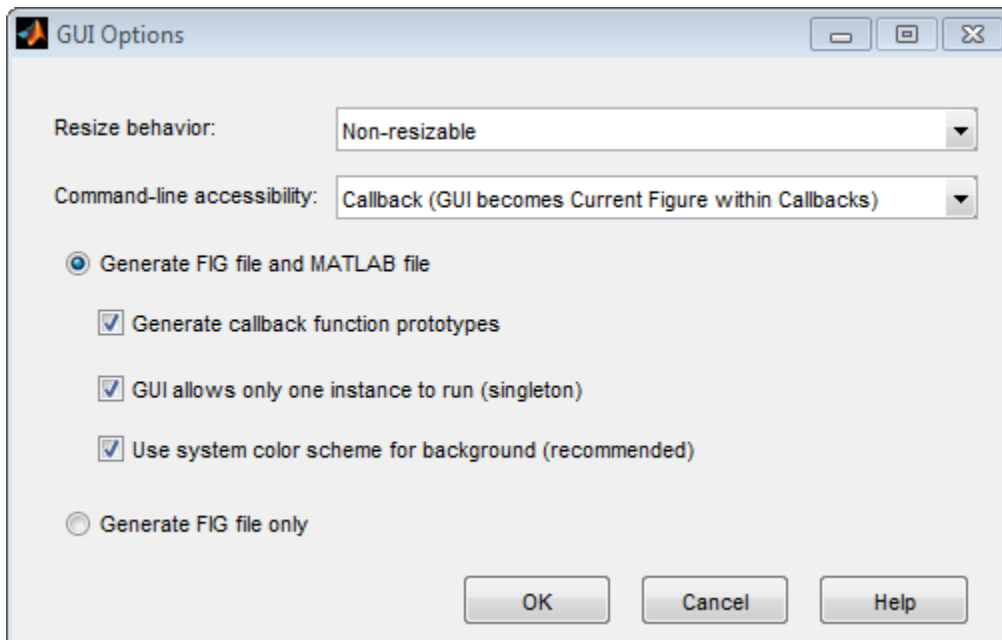 GUI Options
Resize behavior: Non-resizable
Command-line accessibility: Callback (GUI becomes Current Figure within Callbacks)
Generate FIG file and MATLAB file
Generate callback function prototypes
GUI allows only one instance to run (singleton)
Use system color scheme for background (recommended)
Generate FIG file only
OK Cancel Help